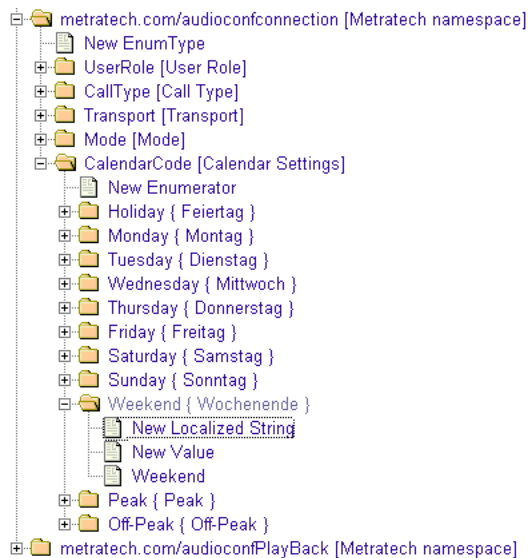 metratech.com/audioconfconnection [Metratech namespace]
New EnumType
UserRole [User Role]
CallType [Call Type]
Transport [Transport]
Mode [Mode]
CalendarCode [Calendar Settings]
New Enumerator
Holiday { Feiertag }
Monday { Montag }
Tuesday { Dienstag }
Wednesday { Mittwoch }
Thursday { Donnerstag }
Friday { Freitag }
Saturday { Samstag }
Sunday { Sonntag }
Weekend { Wochenende }
New Localized String
New Value
Weekend
Peak { Peak }
Off-Peak { Off-Peak }
metratech.com/audioconfPlayBack [Metratech namespace]